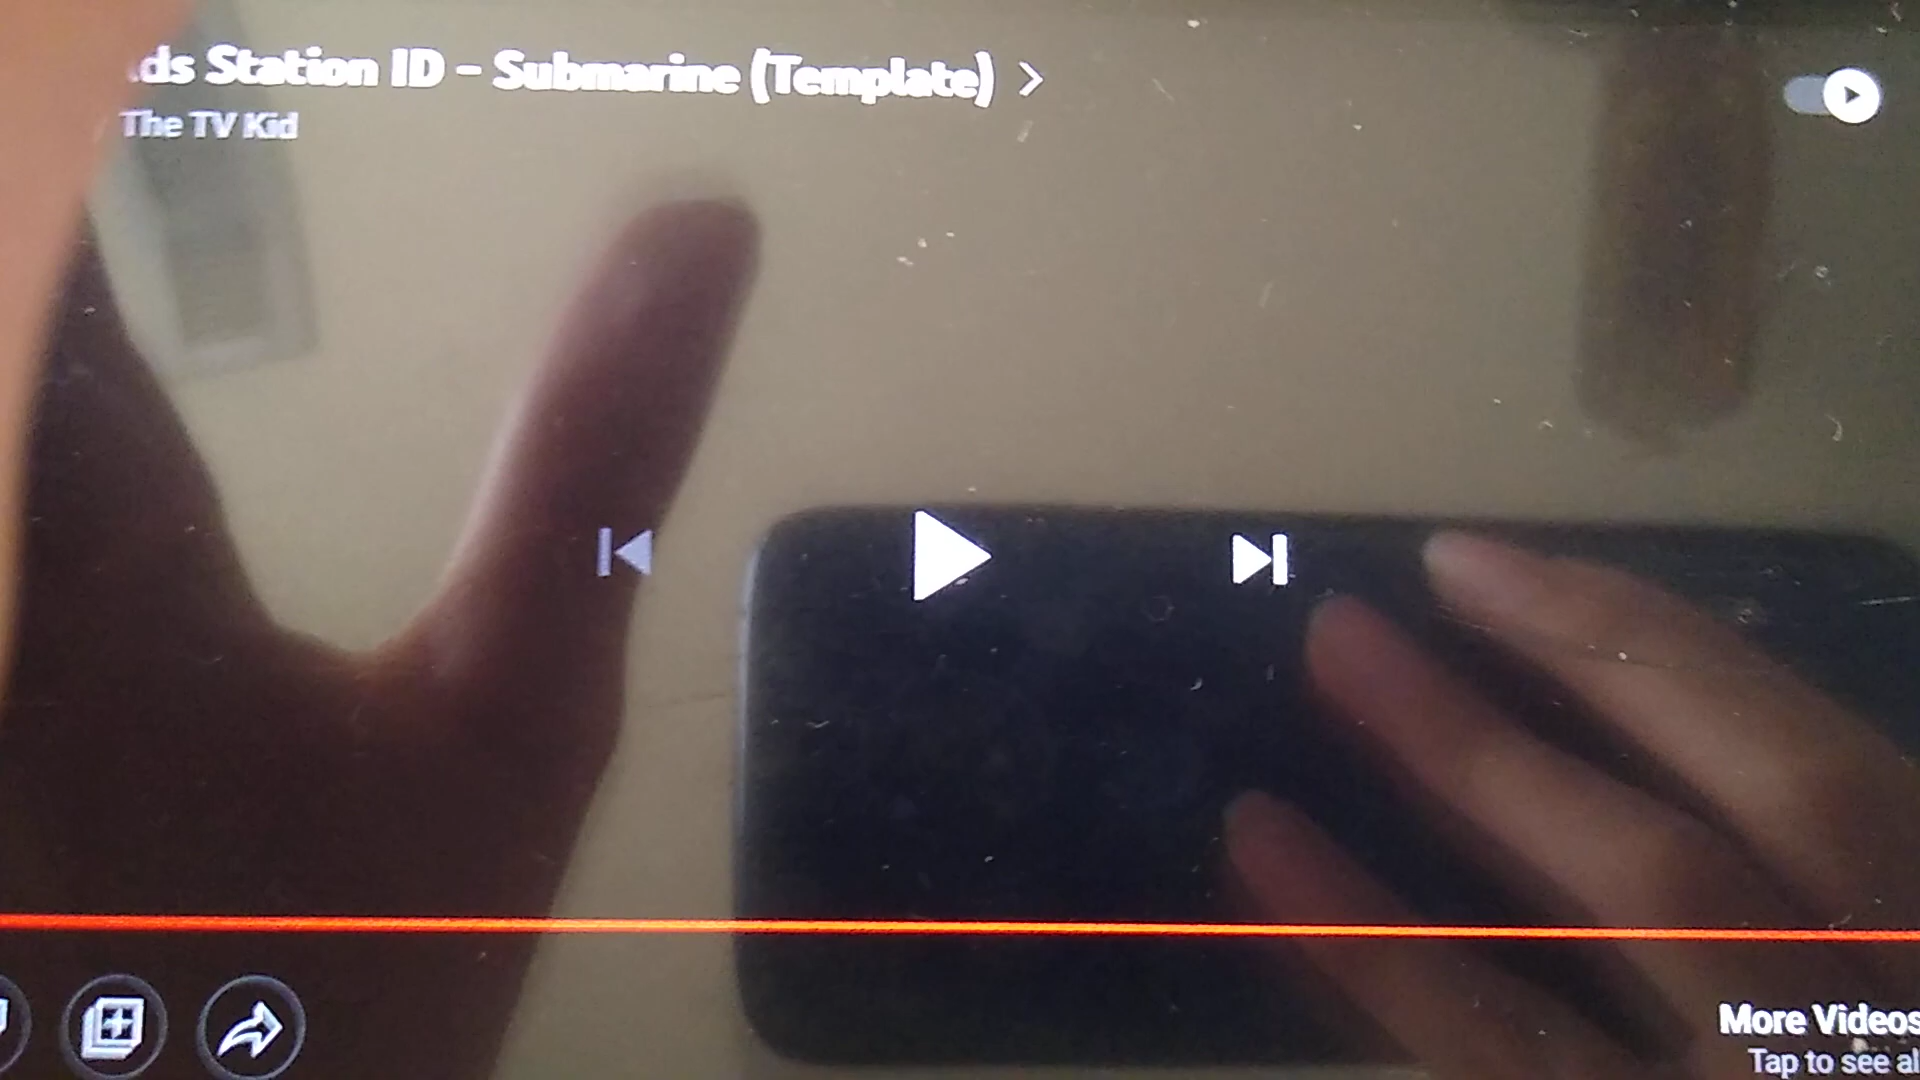 ds Station ID - Submarine (Template)
The TV Kid
More Videos
Tap to see al